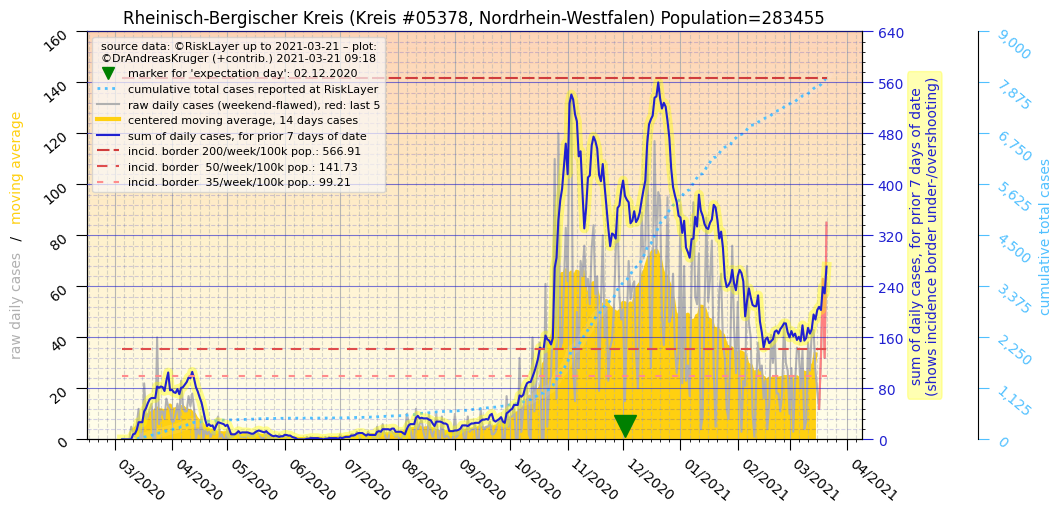 Rheinisch-Bergischer Kreis (Kreis #05378, Nordrhein-Westfalen) Population=283455
source data: ©RiskLayer up to 2021-03-21 – plot:
©DrAndreasKruger (+contrib.) 2021-03-21 09:18
marker for 'expectation day': 02.12.2020
cumulative total cases reported at RiskLayer
raw daily cases (weekend-flawed), red: last 5
centered moving average, 14 days cases
sum of daily cases, for prior 7 days of date
incid. border 200/week/100k pop.: 566.91
incid. border  50/week/100k pop.: 141.73
incid. border  35/week/100k pop.: 99.21
raw daily cases / moving average
160
140
120
100
80
60
40
20
0
03/2020
04/2020
05/2020
06/2020
07/2020
08/2020
09/2020
10/2020
11/2020
12/2020
01/2021
02/2021
03/2021
04/2021
640
560
480
400
320
240
160
80
0
sum of daily cases, for prior 7 days of date
(shows incidence border under-/overshooting)
9,000
7,875
6,750
5,625
4,500
3,375
2,250
1,125
0
cumulative total cases